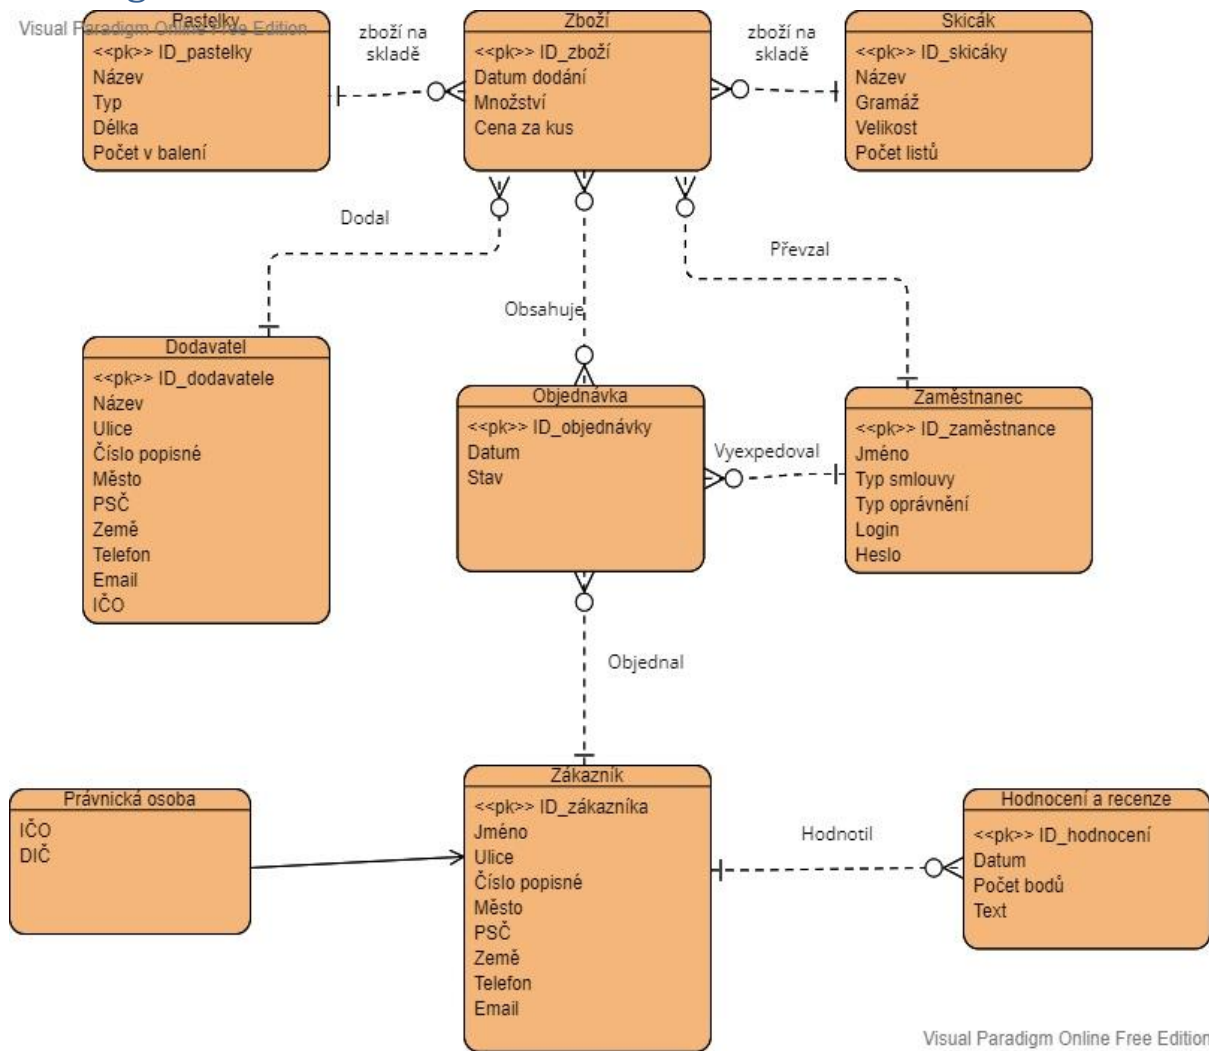 Visual Paradigm Online Free Edition
Pastelky
<<pk>> ID_pastelky
Název
Typ
Délka
Počet v balení
zboží na
skladě
Zboží
<<pk>> ID_zboží
Datum dodání
Množství
Cena za kus
zboží na
skladě
Skicák
<<pk>> ID_skicáky
Název
Gramáž
Velikost
Počet listů
Dodal
Obsahuje
Převzal
Dodavatel
<<pk>> ID_dodavatele
Název
Ulice
Číslo popisné
Město
PSČ
Země
Telefon
Email
IČO
Objednávka
<<pk>> ID_objednávky
Datum
Stav
Vyexpedoval
Zaměstnanec
<<pk>> ID_zaměstnance
Jméno
Typ smlouvy
Typ oprávnění
Login
Heslo
Objednal
Právnická osoba
IČO
DIČ
Zákazník
<<pk>> ID_zákazníka
Jméno
Ulice
Číslo popisné
Město
PSČ
Země
Telefon
Email
Hodnotil
Hodnocení a recenze
<<pk>> ID_hodnocení
Datum
Počet bodů
Text
Visual Paradigm Online Free Edition